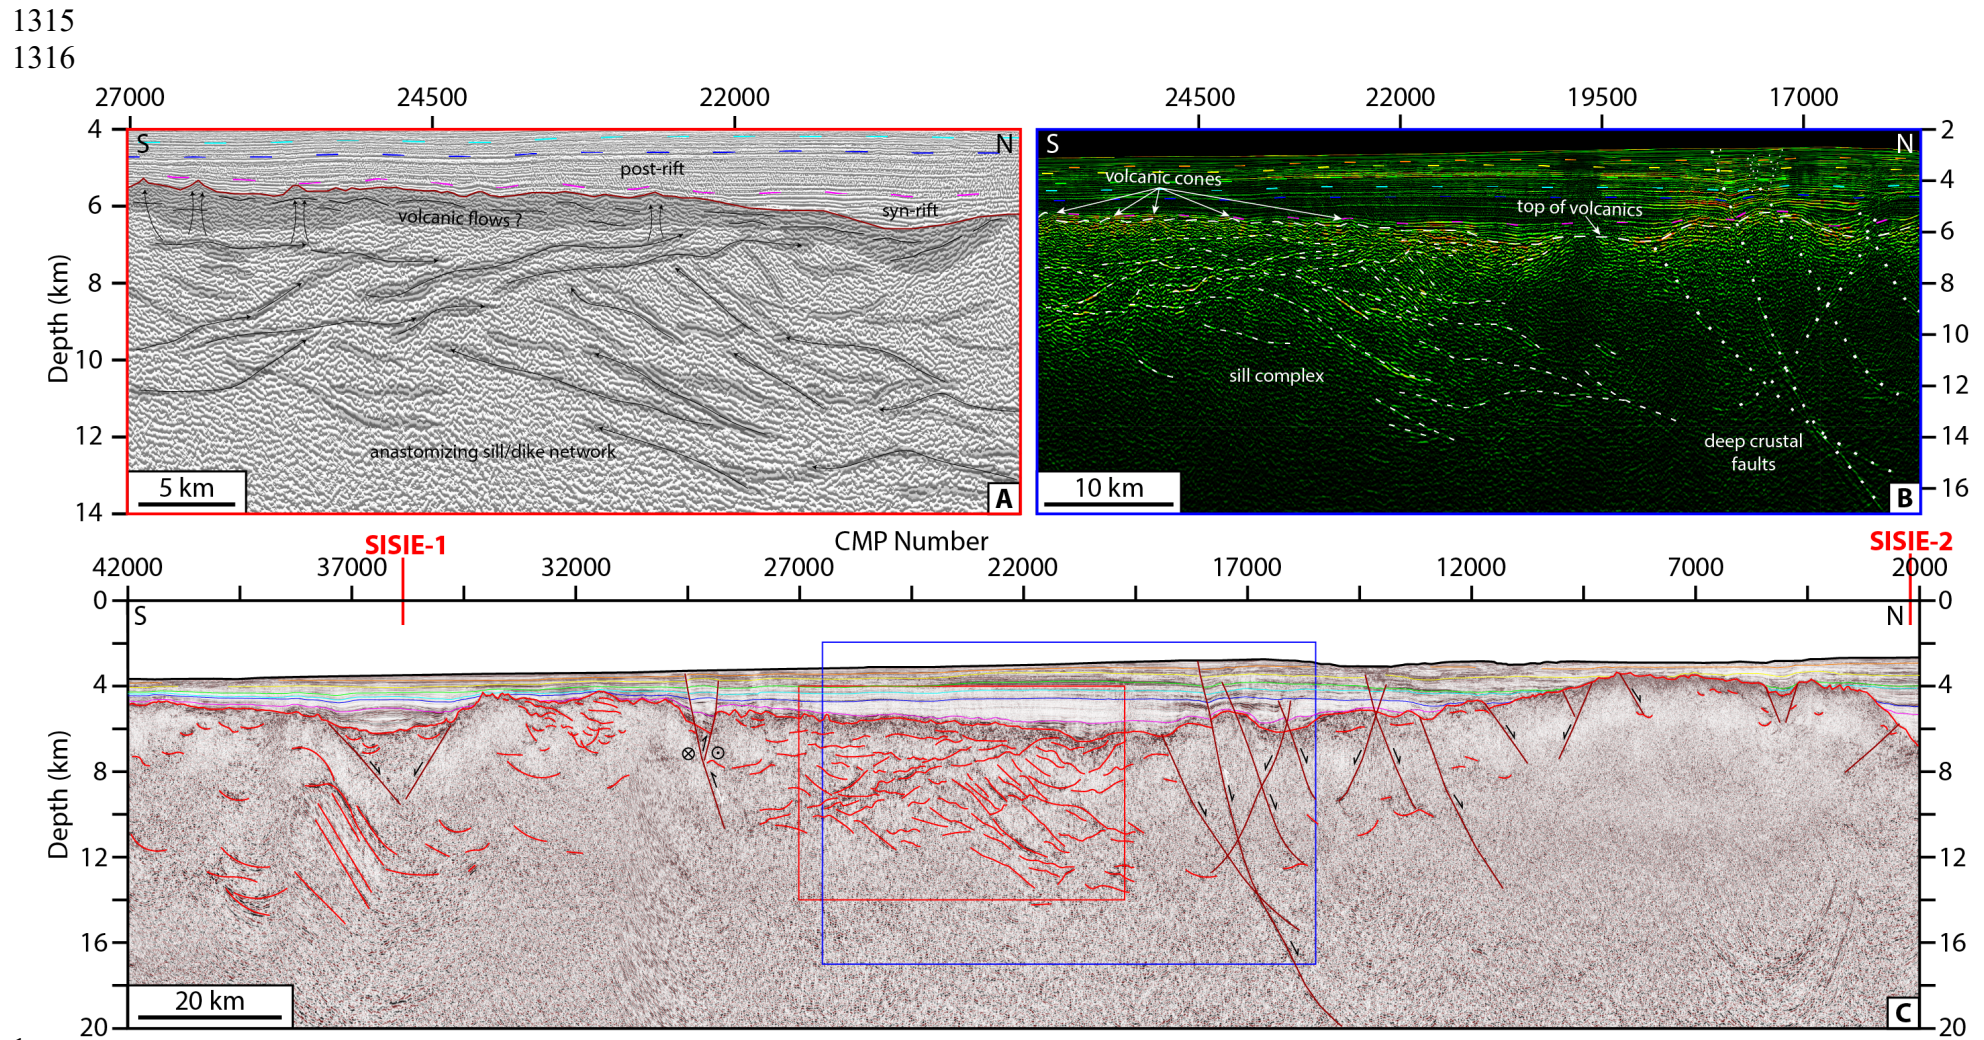 1315
1316
27000 24500 22000
24500 22000 19500 17000
4 S N
2 S N
post-rift
syn-rift
volcanic flows ?
6
8
10
12
14
Depth (km)
anastomizing sill/dike network
5 km
A
volcanic cones
top of volcanics
sill complex
deep crustal
faults
4
6
8
10
12
14
16
10 km
B
CMP Number
SISIE-1 SISIE-2
42000 37000 32000 27000 22000 17000 12000 7000 2000
0 0
S N
4 4
8 8
12 12
16 16
20 20
Depth (km)
20 km
C